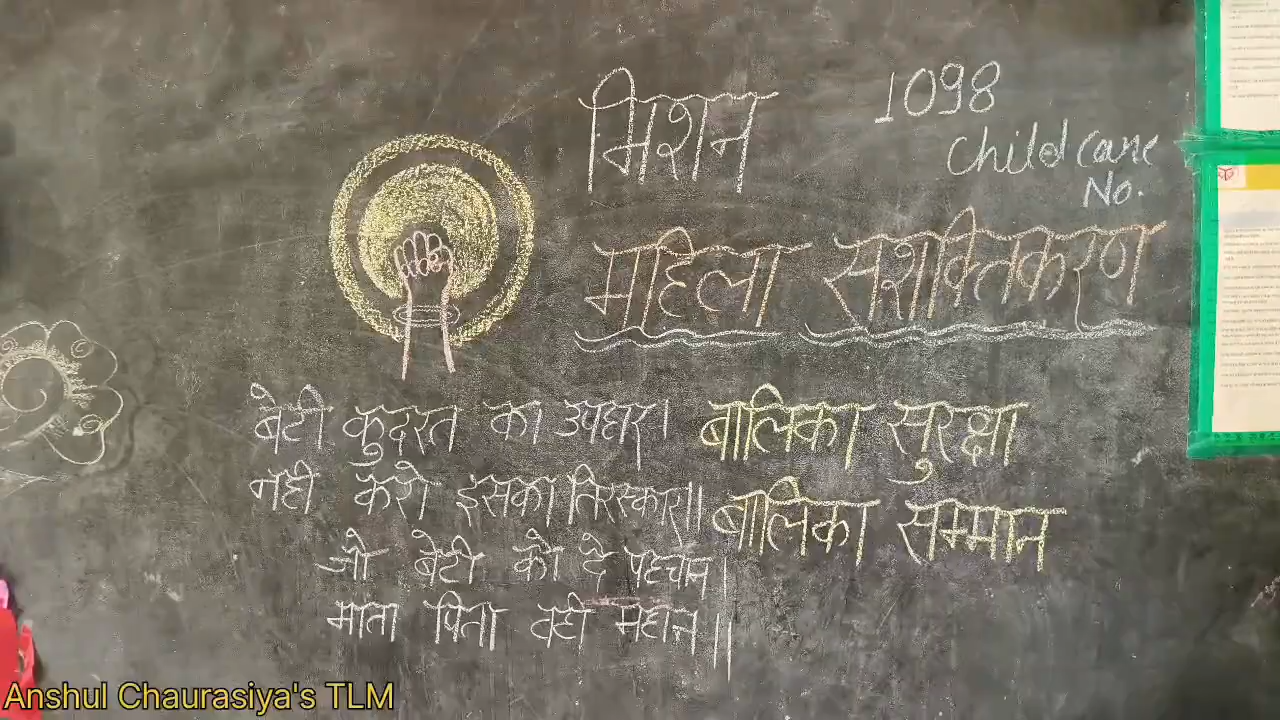 मिशन
1098
Child care
No.
महिला सशक्तिकरण
बेटी कुदरत का उपहार।
नही करो इसका तिरस्कार॥
जो बेटी को दे पहचान।
माता पिता वही महान॥
बालिका सुरक्षा
बालिका सम्मान
Anshul Chaurasiya's TLM